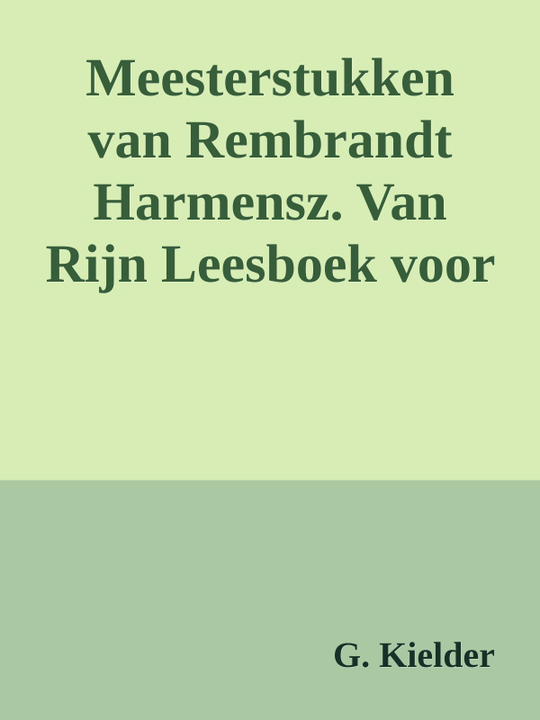 Meesterstukken
van Rembrandt
Harmensz. Van
Rijn Leesboek voor
G. Kielder